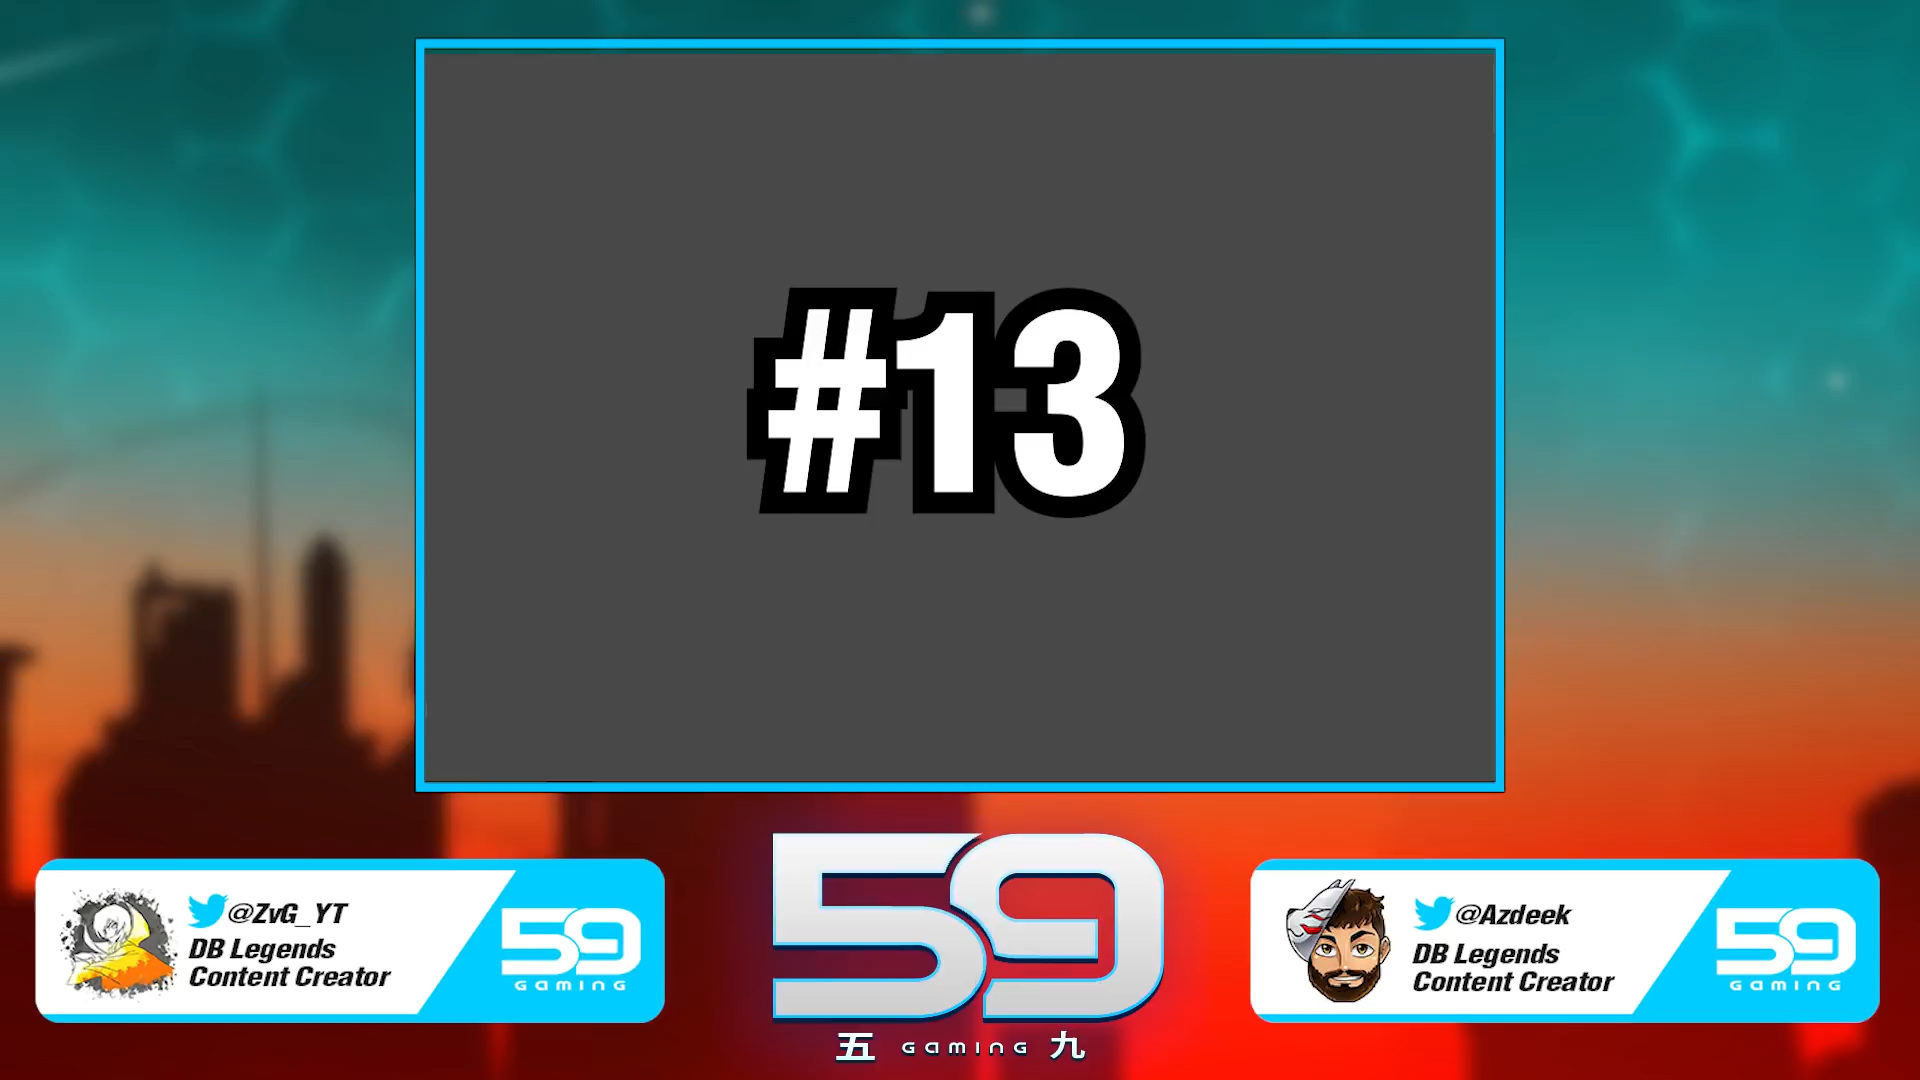 #13
@ZvG_YT
DB Legends
Content Creator
59
gaming
59
五 gaming 九
@Azdeek
DB Legends
Content Creator
59
gaming